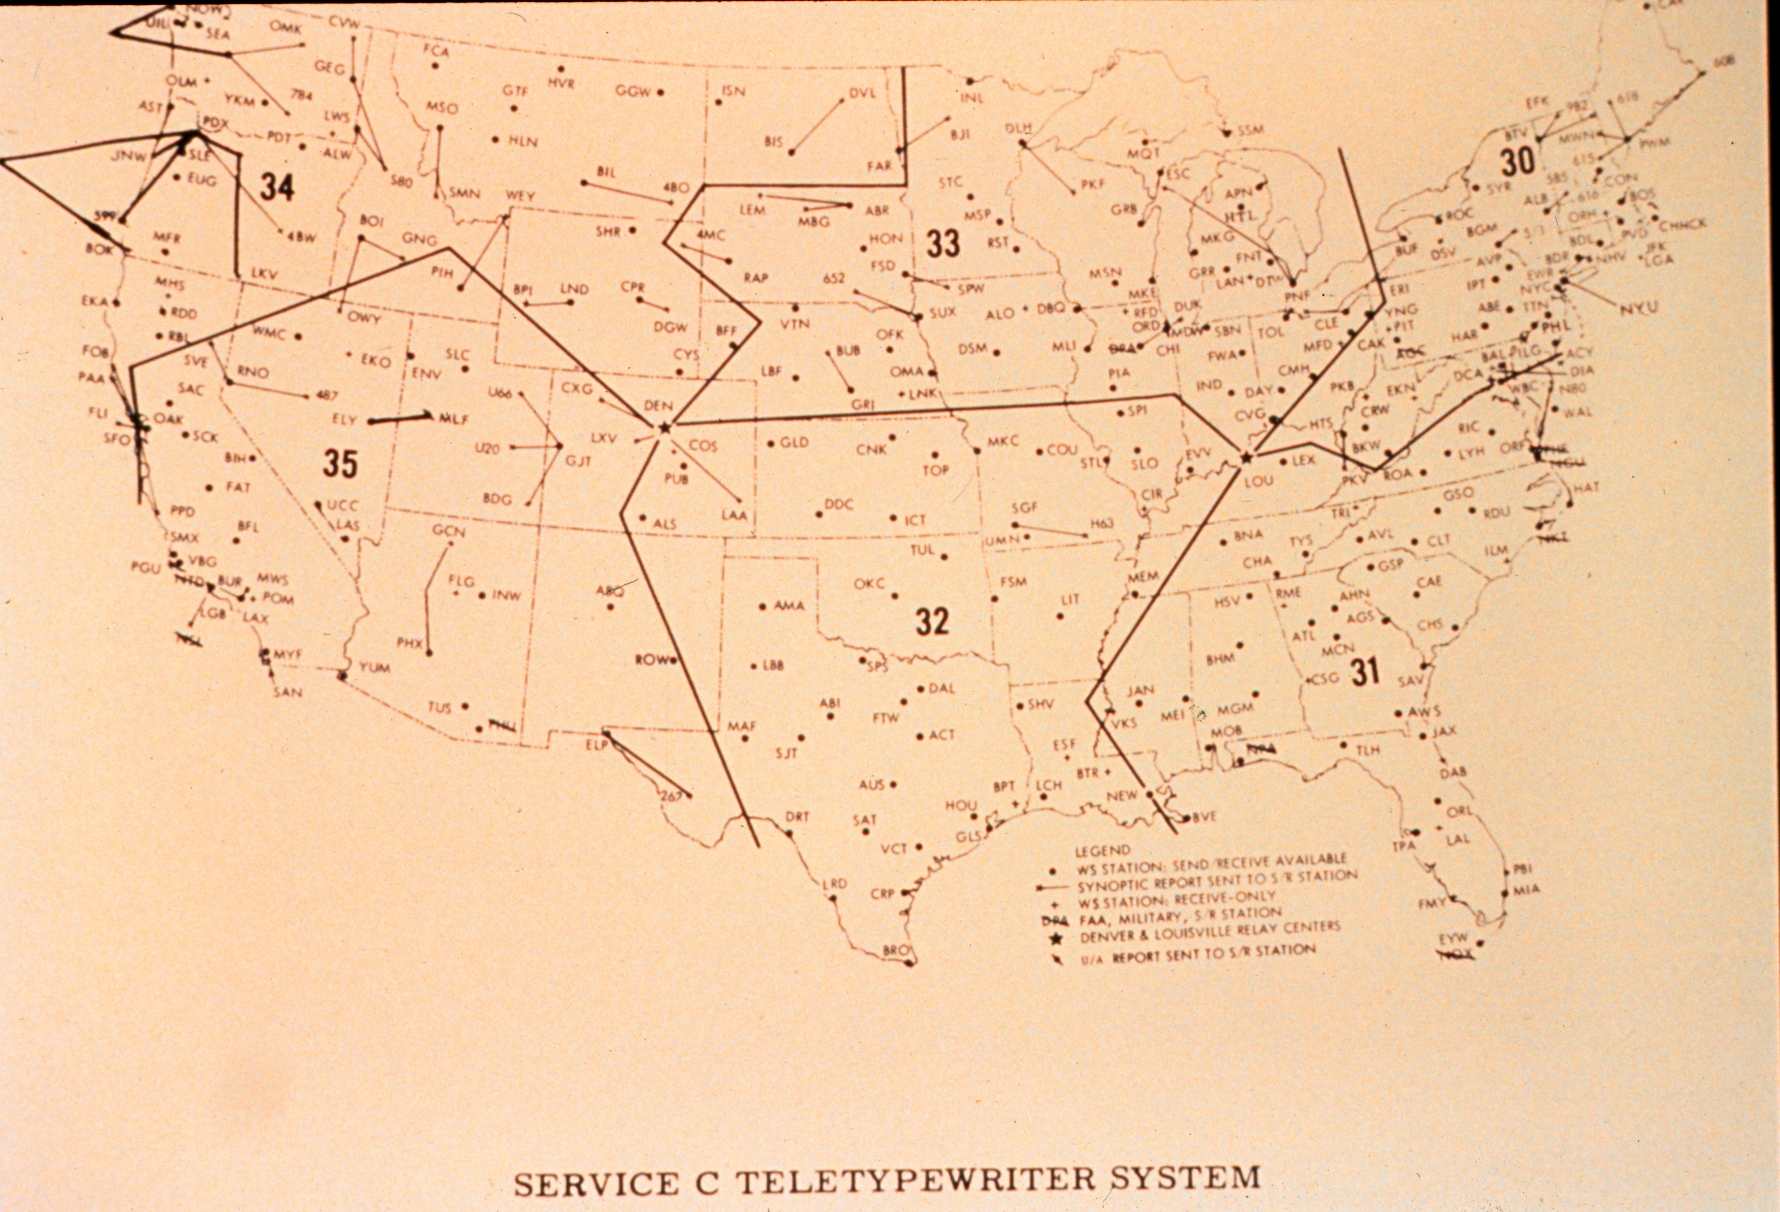 NOW)
UIL
SEA
OMK
CVW
FCA
GEG
OLM
YKM
784
MSO
GTF
HVR
GGW
ISN
DVL
INL
608
AST
PDX
LWS
PDT
ALW
HLN
BIS
BJI
DLH
SSM
EFK
982
618
BTV
MWN
PWM
JNW
SLE
EUG
34
580
SMN
WEY
BIL
4BO
FAR
STC
PKF
MQT
ESC
APN
30
615
585
CON
SYR
599
BOK
MFR
4BW
BOI
GNG
SHR
LEM
MBG
ABR
4MC
HON
33
MSP
RST
GRB
HTL
MKG
ROC
BGM
ALB
616
BOS
ORH
PVD
CHHCK
BUF
DSV
BDL
JFK
LGA
LKV
PIH
RAP
FSD
652
SPW
MSN
GRR
LAN
FNT
DTW
AVP
BDR
NHV
EWR
NYC
NYU
EKA
MHS
RDD
RBL
WMC
OWY
BPI
LND
CPR
DGW
BFF
VTN
SUX
ALO
DBQ
MKE
RFD
ORD
DUK
MDW
SBN
PNF
TOL
ERI
YNG
CLE
PIT
IPT
ABE
TTN
FOB
PAA
SVE
RNO
EKO
ENV
SLC
CYS
OFK
BUB
OMA
DSM
MLI
DPA
CHI
FWA
MFD
CAK
AGC
HAR
PHL
BAL
ILG
ACY
FLI
SAC
487
U66
CXG
DEN
LBF
GRI
LNK
PIA
IND
DAY
CMH
PKB
EKN
DCA
WBC
DIA
N80
SFO
OAK
SCK
ELY
MLF
U20
LXV
COS
GLD
CNK
MKC
COU
SPI
CVG
HTS
CRW
RIC
WAL
BIH
35
GJT
PUB
TOP
STL
SLO
EVV
LOU
LEX
BKW
PKV
ROA
LYH
ORF
NGU
PPD
FAT
UCC
BDG
ALS
LAA
DDC
ICT
SGF
H63
CIR
TRI
GSO
RDU
HAT
SMX
BFL
LAS
GCN
TUL
UMN
BNA
TYS
AVL
CLT
NKT
PGU
VBG
NTD
BUR
MWS
POM
FLG
INW
ABQ
AMA
OKC
FSM
MEM
CHA
GSP
ILM
LGB
LAX
32
LIT
HSV
RME
AHN
CAE
NSI
PHX
AGS
CHS
MYF
SAN
YUM
ROW
LBB
SPS
BHM
ATL
MCN
31
CSG
SAV
TUS
FHU
ABI
DAL
FTW
SHV
JAN
VKS
MEI
MGM
AWS
ELP
MAF
SJT
ACT
ESF
MOB
NPA
TLH
JAX
267
AUS
BPT
LCH
BTR
NEW
DAB
DRT
SAT
HOU
GLS
BVE
ORL
VCT
TPA
LAL
LRD
CRP
PBI
MIA
FMY
BRO
EYW
NQX
LEGEND
WS STATION: SEND/RECEIVE AVAILABLE
SYNOPTIC REPORT SENT TO S/R STATION
WS STATION: RECEIVE-ONLY
DPA FAA, MILITARY, S/R STATION
DENVER & LOUISVILLE RELAY CENTERS
U/A REPORT SENT TO S/R STATION
SERVICE C TELETYPEWRITER SYSTEM